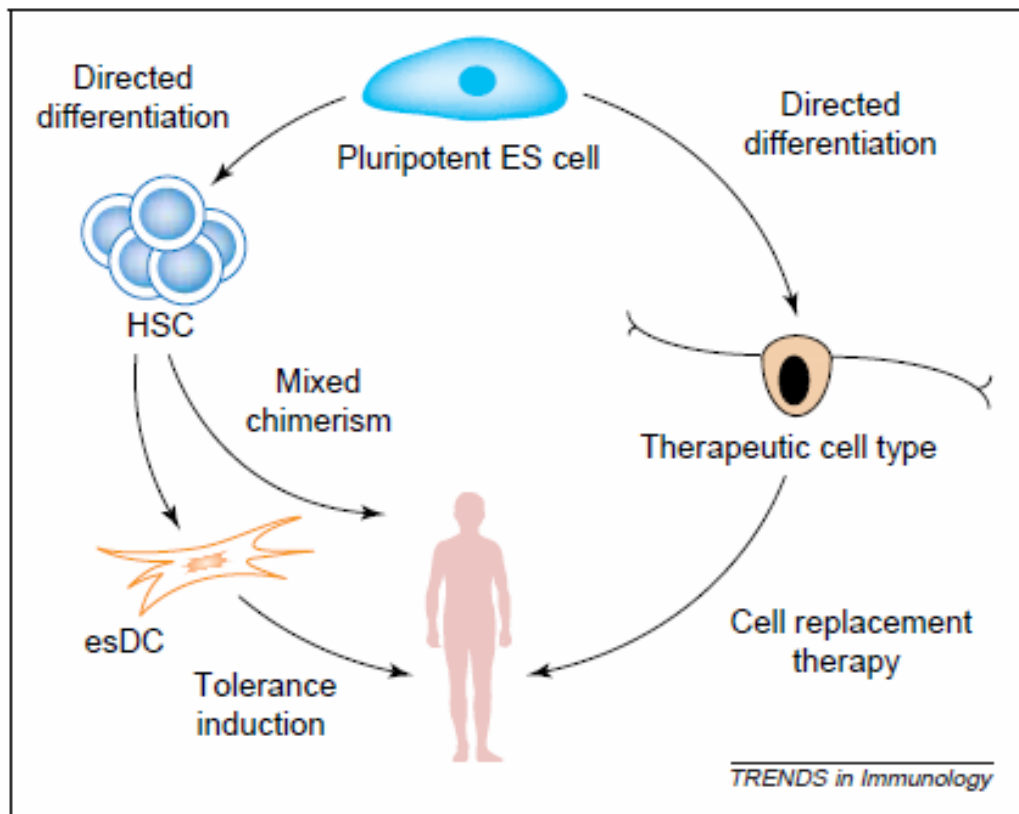 Directed
differentiation
Pluripotent ES cell
Directed
differentiation
HSC
Mixed
chimerism
Therapeutic cell type
esDC
Tolerance
induction
Cell replacement
therapy
TRENDS in Immunology